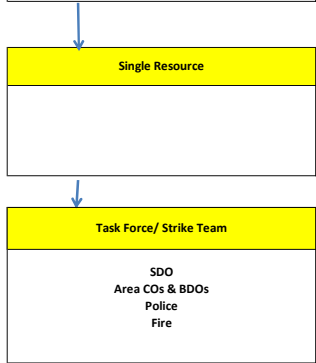 Single Resource
Task Force/ Strike Team
SDO
Area COs & BDOs
Police
Fire